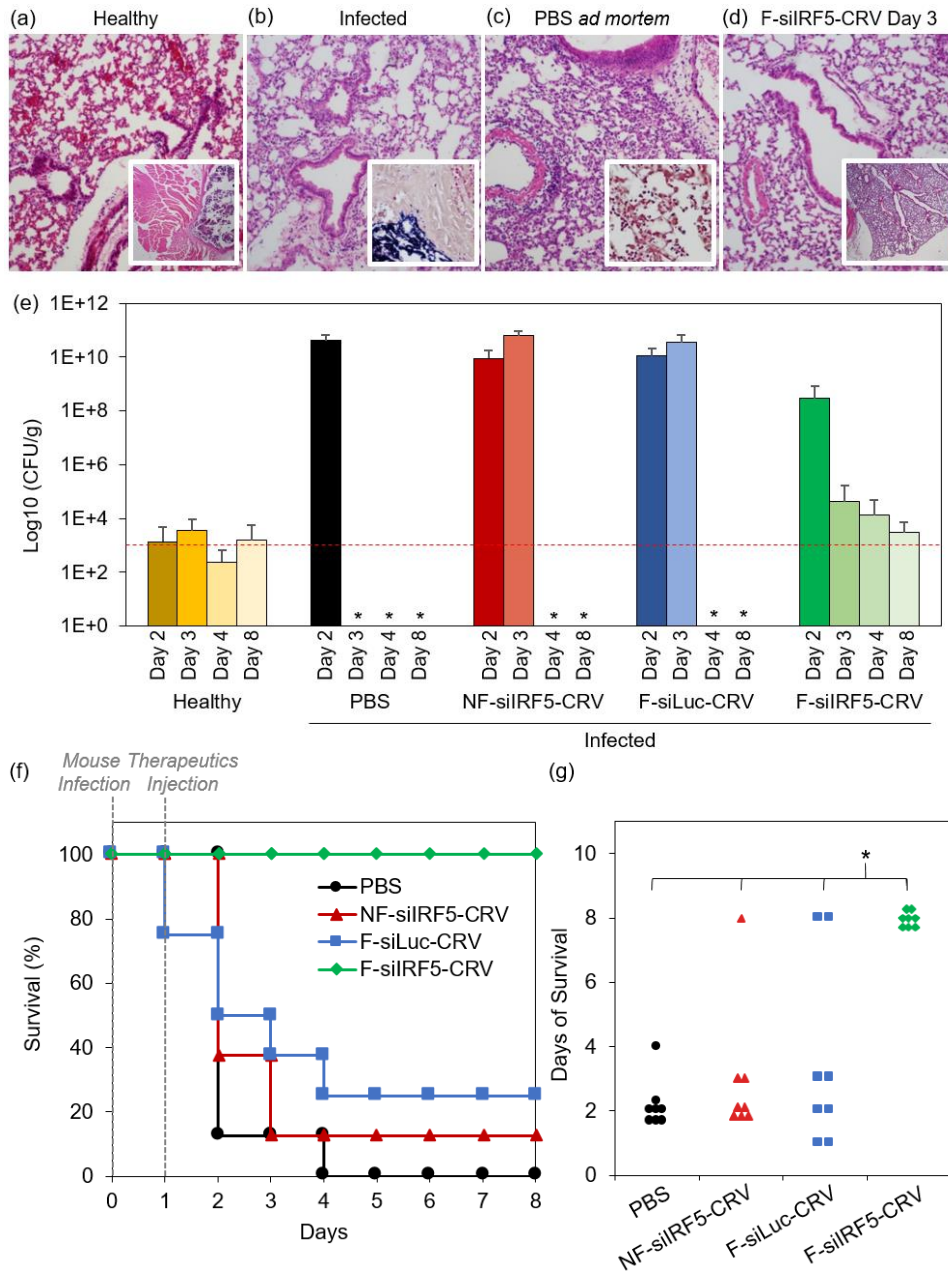 (a) Healthy
(b) Infected
(c) PBS ad mortem
(d) F-siIRF5-CRV Day 3
(e)
Log10 (CFU/g)
1E+12
1E+10
1E+8
1E+6
1E+4
1E+2
1E+0
* * *
* *
* *
Day 2 Day 3 Day 4 Day 8
Day 2 Day 3 Day 4 Day 8
Day 2 Day 3 Day 4 Day 8
Day 2 Day 3 Day 4 Day 8
Day 2 Day 3 Day 4 Day 8
Healthy PBS NF-siIRF5-CRV F-siLuc-CRV F-siIRF5-CRV
Infected
(f)
Mouse Infection
Therapeutics Injection
Survival (%)
100
80
60
40
20
0
PBS
NF-siIRF5-CRV
F-siLuc-CRV
F-siIRF5-CRV
0 1 2 3 4 5 6 7 8
Days
(g)
Days of Survival
10
8
6
4
2
0
*
PBS
NF-siIRF5-CRV
F-siLuc-CRV
F-siIRF5-CRV